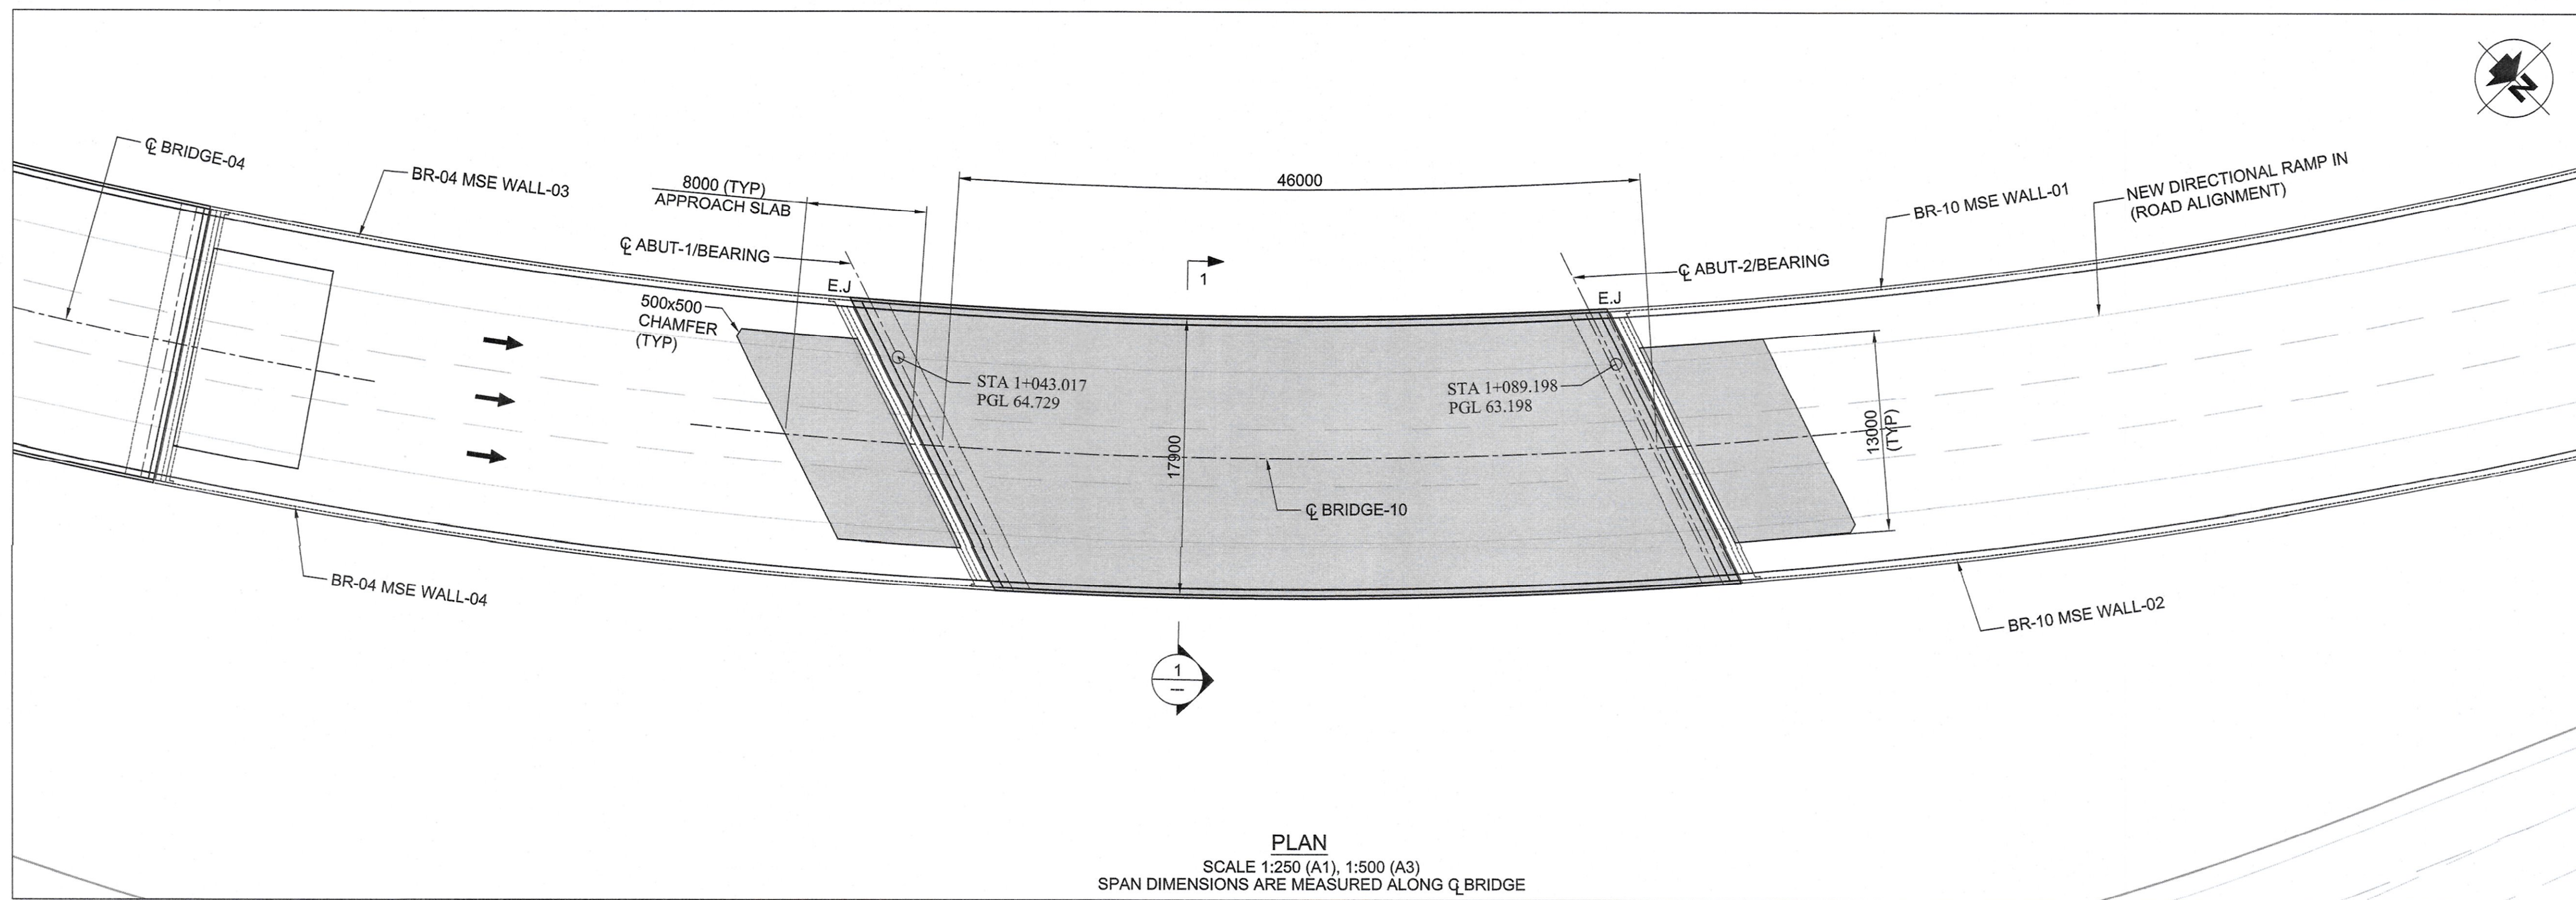 N
℄ BRIDGE-04
BR-04 MSE WALL-03
8000 (TYP)
APPROACH SLAB
46000
BR-10 MSE WALL-01
NEW DIRECTIONAL RAMP IN
(ROAD ALIGNMENT)
℄ ABUT-1/BEARING
1
℄ ABUT-2/BEARING
E.J
E.J
500x500
CHAMFER
(TYP)
STA 1+043.017
PGL 64.729
STA 1+089.198
PGL 63.198
17900
13000
(TYP)
℄ BRIDGE-10
BR-04 MSE WALL-04
BR-10 MSE WALL-02
1
—
PLAN
SCALE 1:250 (A1), 1:500 (A3)
SPAN DIMENSIONS ARE MEASURED ALONG ℄ BRIDGE